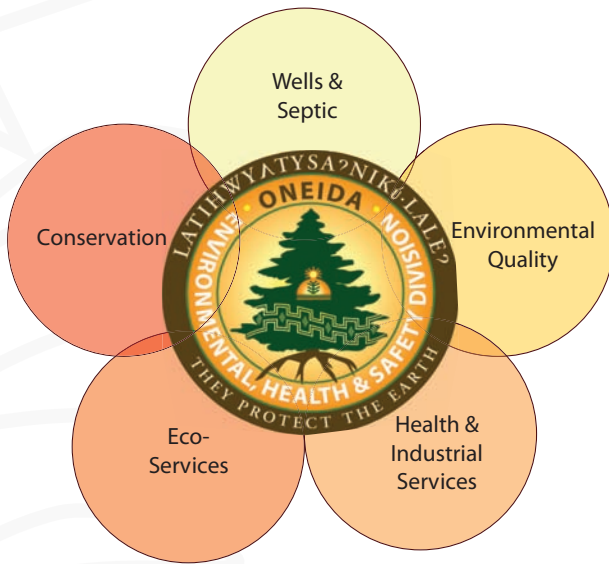 Wells &
Septic
Conservation
Environmental
Quality
Eco-
Services
Health &
Industrial
Services
LATIHWYʌTYSAʔNIKú·LALEʔ
• ONEIDA •
ENVIRONMENTAL, HEALTH & SAFETY DIVISION
THEY PROTECT THE EARTH